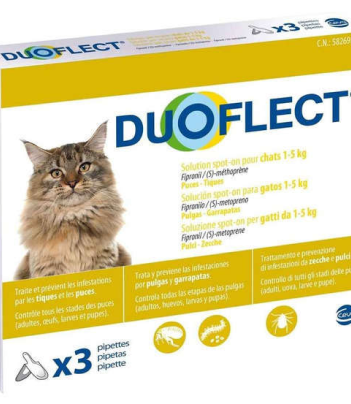 DUOFLECT®
x3
pipettes
pipetas
pipette
C.N.: 58269
DUOFLECT®
Solution spot-on pour chats 1-5 kg
Fipronil / (S)-méthoprène
Puces - Tiques
Solución spot-on para gatos 1-5 kg
Fipronilo / (S)-metopreno
Pulgas - Garrapatas
Soluzione spot-on per gatti da 1-5 kg
Fipronil / (S)-metoprene
Pulci - Zecche
Traite et prévient les infestations
par les tiques et les puces.
Contrôle tous les stades des puces
(adultes, œufs, larves et pupes).
Trata y previene las infestaciones
por pulgas y garrapatas.
Controla todas las etapas de las pulgas
(adultos, huevos, larvas y pupas).
Trattamento e prevenzione
di infestazioni da zecche e pulci
Controllo di tutti gli stadi delle pulci
(adulti, uova, larve e pupe).
x3
pipettes
pipetas
pipette
Ceva